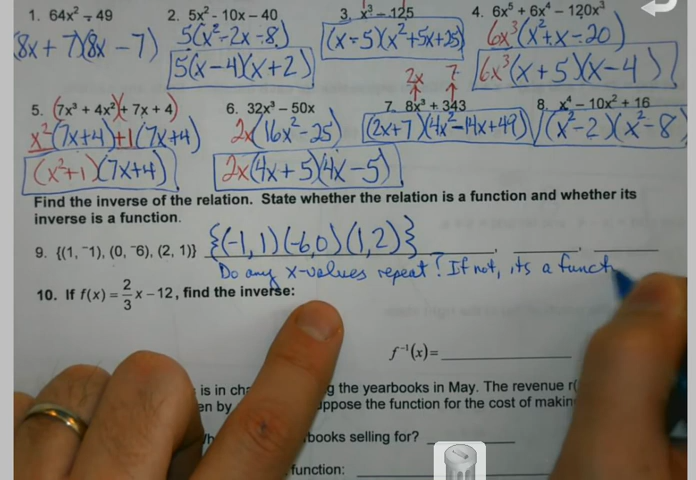 1. 64x² - 49 2. 5x² - 10x – 40 3. x³ – 125 4. 6x⁵ + 6x⁴ – 120x³
(8x + 7)(8x – 7) 5(x² - 2x - 8) (x - 5)(x² + 5x + 25) 6x³(x² + x - 20)
5(x - 4)(x + 2) 6x³(x + 5)(x - 4)
2x 7
5. (7x³ + 4x²) + (7x + 4) 6. 32x³ – 50x 7. 8x³ + 343 8. x⁴ – 10x² + 16
x²(7x+4)+1(7x+4) 2x(16x² - 25) (2x+7)(4x² - 14x + 49) (x² - 2)(x² - 8)
(x²+1)(7x+4) 2x(4x + 5)(4x - 5)
Find the inverse of the relation. State whether the relation is a function and whether its
inverse is a function.
9. {(1, ⁻1), (0, ⁻6), (2, 1)} {(-1, 1)(-6, 0)(1, 2)} , ,
Do any x-values repeat? If not, its a funct
10. If f(x) = 2/3 x – 12, find the inverse:
f⁻¹(x)=
is in ch g the yearbooks in May. The revenue r(
en by ppose the function for the cost of makin
books selling for?
function: